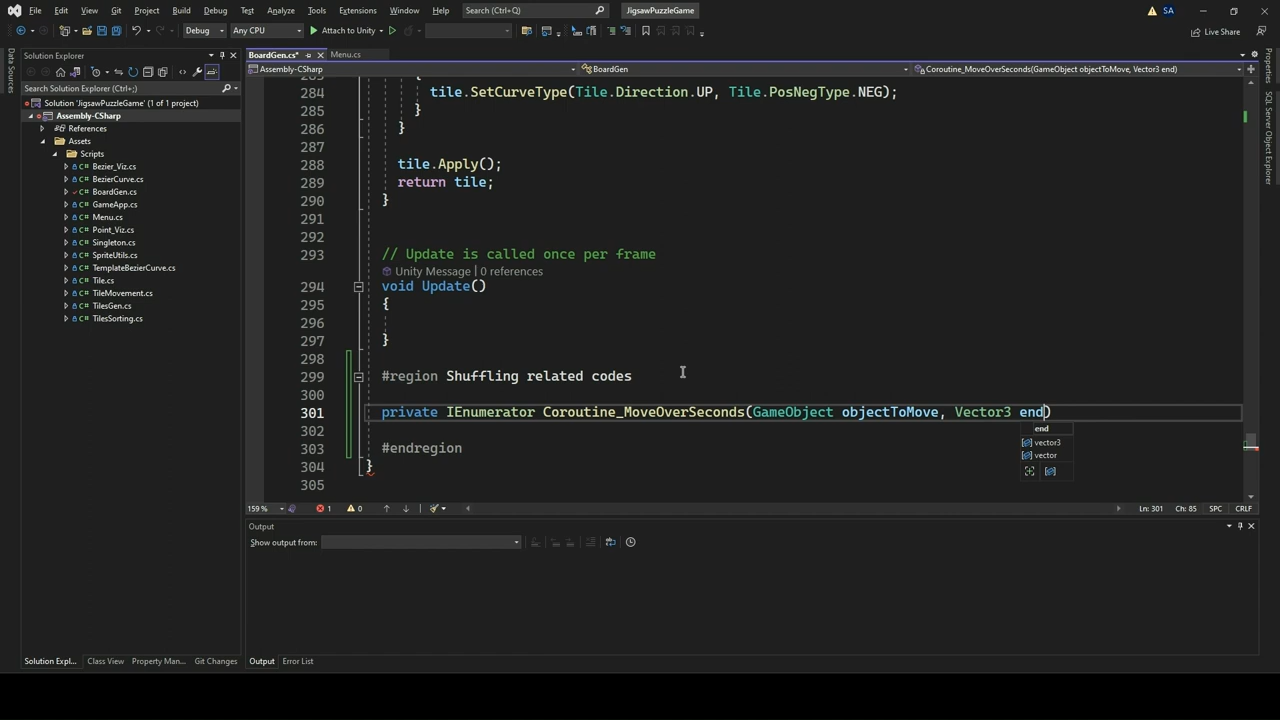 File Edit View Git Project Build Debug Test Analyze Tools Extensions Window Help Search (Ctrl+Q) JigsawPuzzleGame SA
Debug Any CPU Attach to Unity Live Share
Data Sources
Solution Explorer
Search Solution Explorer (Ctrl+;)
Solution 'JigsawPuzzleGame' (1 of 1 project)
Assembly-CSharp
References
Assets
Scripts
C# Bezier_Viz.cs
C# BezierCurve.cs
C# BoardGen.cs
C# GameApp.cs
C# Menu.cs
C# Point_Viz.cs
C# Singleton.cs
C# SpriteUtils.cs
C# TemplateBezierCurve.cs
C# Tile.cs
C# TileMovement.cs
C# TilesGen.cs
C# TilesSorting.cs
Solution Expl... Class View Property Man... Git Changes
BoardGen.cs* Menu.cs
Assembly-CSharp BoardGen Coroutine_MoveOverSeconds(GameObject objectToMove, Vector3 end)
283 {
284 tile.SetCurveType(Tile.Direction.UP, Tile.PosNegType.NEG);
285 }
286 }
287
288 tile.Apply();
289 return tile;
290 }
291
292
293 // Update is called once per frame
Unity Message | 0 references
294 void Update()
295 {
296
297 }
298
299 #region Shuffling related codes
300
301 private IEnumerator Coroutine_MoveOverSeconds(GameObject objectToMove, Vector3 end)
302
303 #endregion
304 }
305
end
vector3
vector
159 % 1 0 Ln: 301 Ch: 85 SPC CRLF
Output
Show output from:
Output Error List
Properties
SQL Server Object Explorer